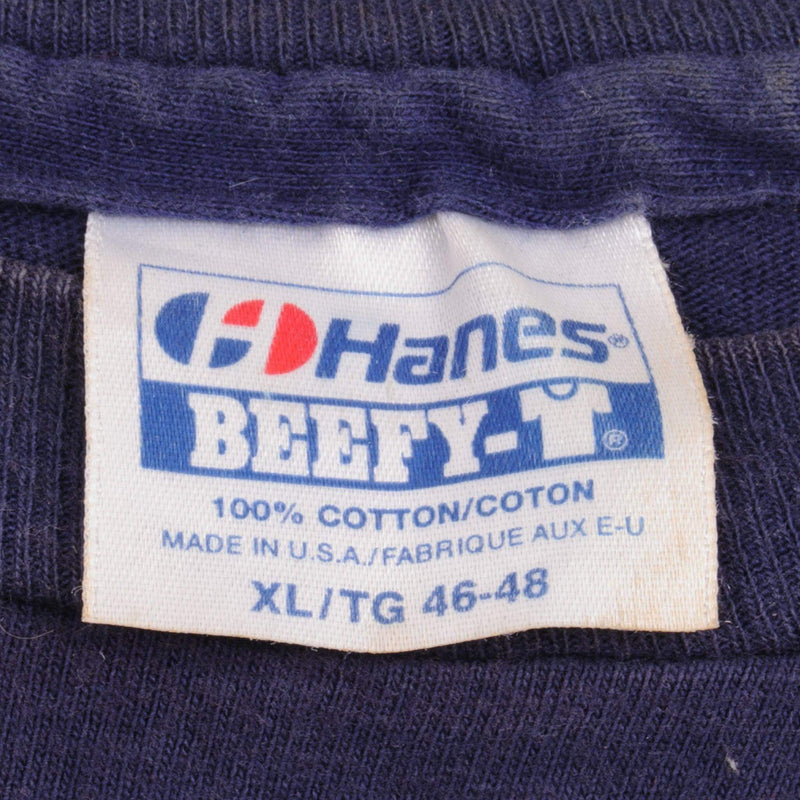 Hanes®
BEEFY-T®
100% COTTON/COTON
MADE IN U.S.A./FABRIQUE AUX E-U
XL/TG 46-48